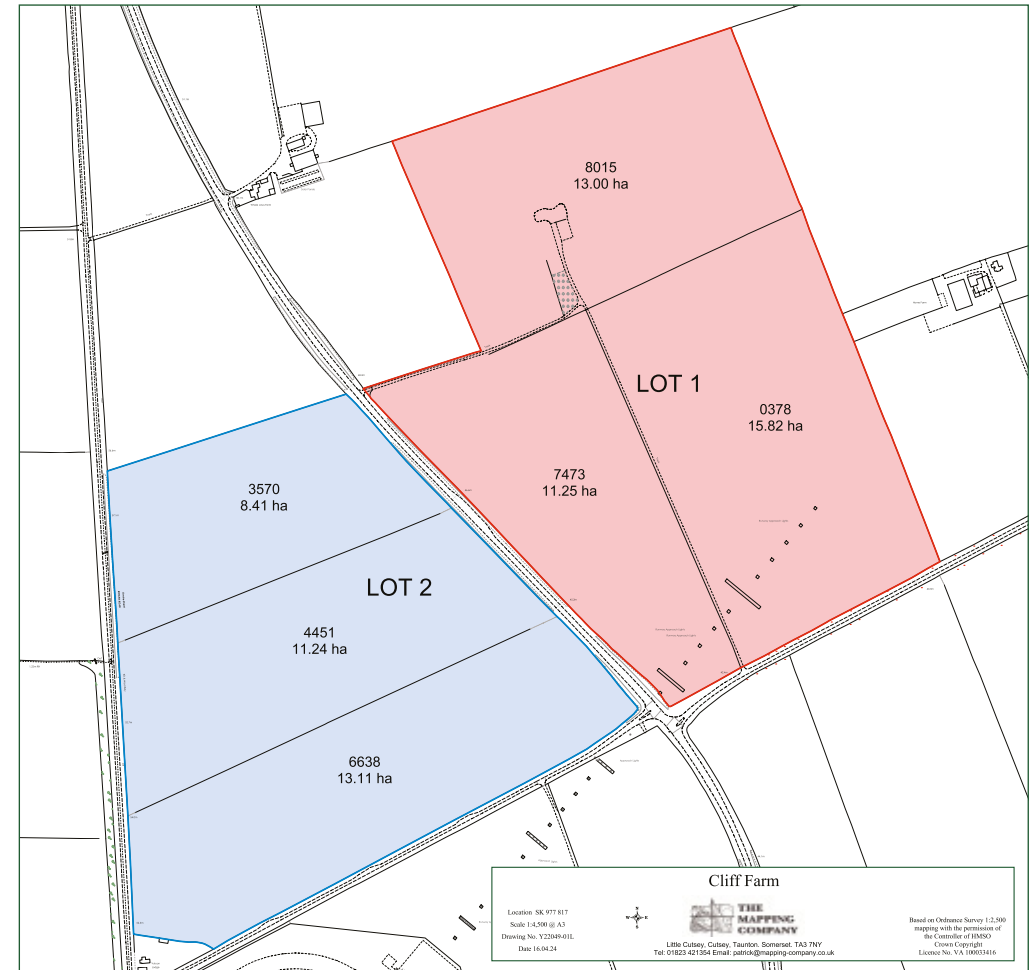 8015
13.00 ha
LOT 1
0378
15.82 ha
7473
11.25 ha
3570
8.41 ha
LOT 2
4451
11.24 ha
6638
13.11 ha
Cliff Farm
Location SK 977 817
Scale 1:4,500 @ A3
Drawing No. Y22049-01L
Date 16.04.24
W
E
THE
MAPPING
COMPANY
Little Cutsey, Cutsey, Taunton. Somerset. TA3 7NY
Tel: 01823 421354 Email: patrick@mapping-company.co.uk
Based on Ordnance Survey 1:2,500
mapping with the permission of
the Controller of HMSO
Crown Copyright
Licence No. VA 100033416